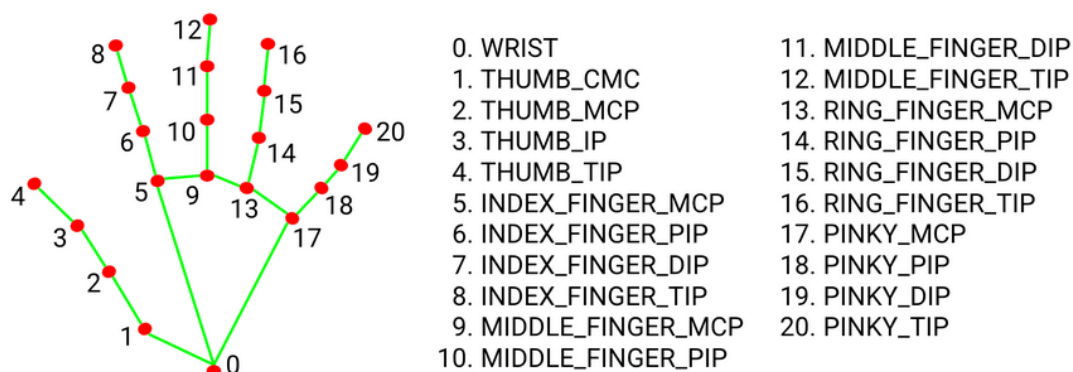 12
8
16
11
7
15
20
6
10
14
19
4
5
9
13
18
3
17
2
1
0
0. WRIST
1. THUMB_CMC
2. THUMB_MCP
3. THUMB_IP
4. THUMB_TIP
5. INDEX_FINGER_MCP
6. INDEX_FINGER_PIP
7. INDEX_FINGER_DIP
8. INDEX_FINGER_TIP
9. MIDDLE_FINGER_MCP
10. MIDDLE_FINGER_PIP
11. MIDDLE_FINGER_DIP
12. MIDDLE_FINGER_TIP
13. RING_FINGER_MCP
14. RING_FINGER_PIP
15. RING_FINGER_DIP
16. RING_FINGER_TIP
17. PINKY_MCP
18. PINKY_PIP
19. PINKY_DIP
20. PINKY_TIP